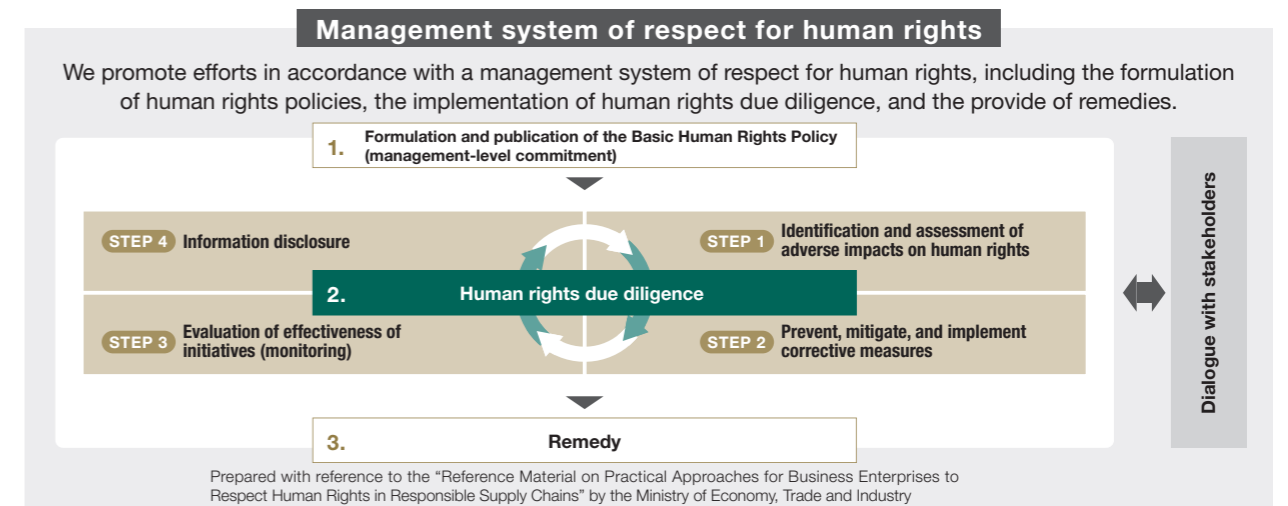 Management system of respect for human rights
We promote efforts in accordance with a management system of respect for human rights, including the formulation
of human rights policies, the implementation of human rights due diligence, and the provide of remedies.
1. Formulation and publication of the Basic Human Rights Policy
(management-level commitment)
STEP 4 Information disclosure
STEP 1 Identification and assessment of
adverse impacts on human rights
2. Human rights due diligence
STEP 3 Evaluation of effectiveness of
initiatives (monitoring)
STEP 2 Prevent, mitigate, and implement
corrective measures
3. Remedy
Dialogue with stakeholders
Prepared with reference to the “Reference Material on Practical Approaches for Business Enterprises to
Respect Human Rights in Responsible Supply Chains” by the Ministry of Economy, Trade and Industry